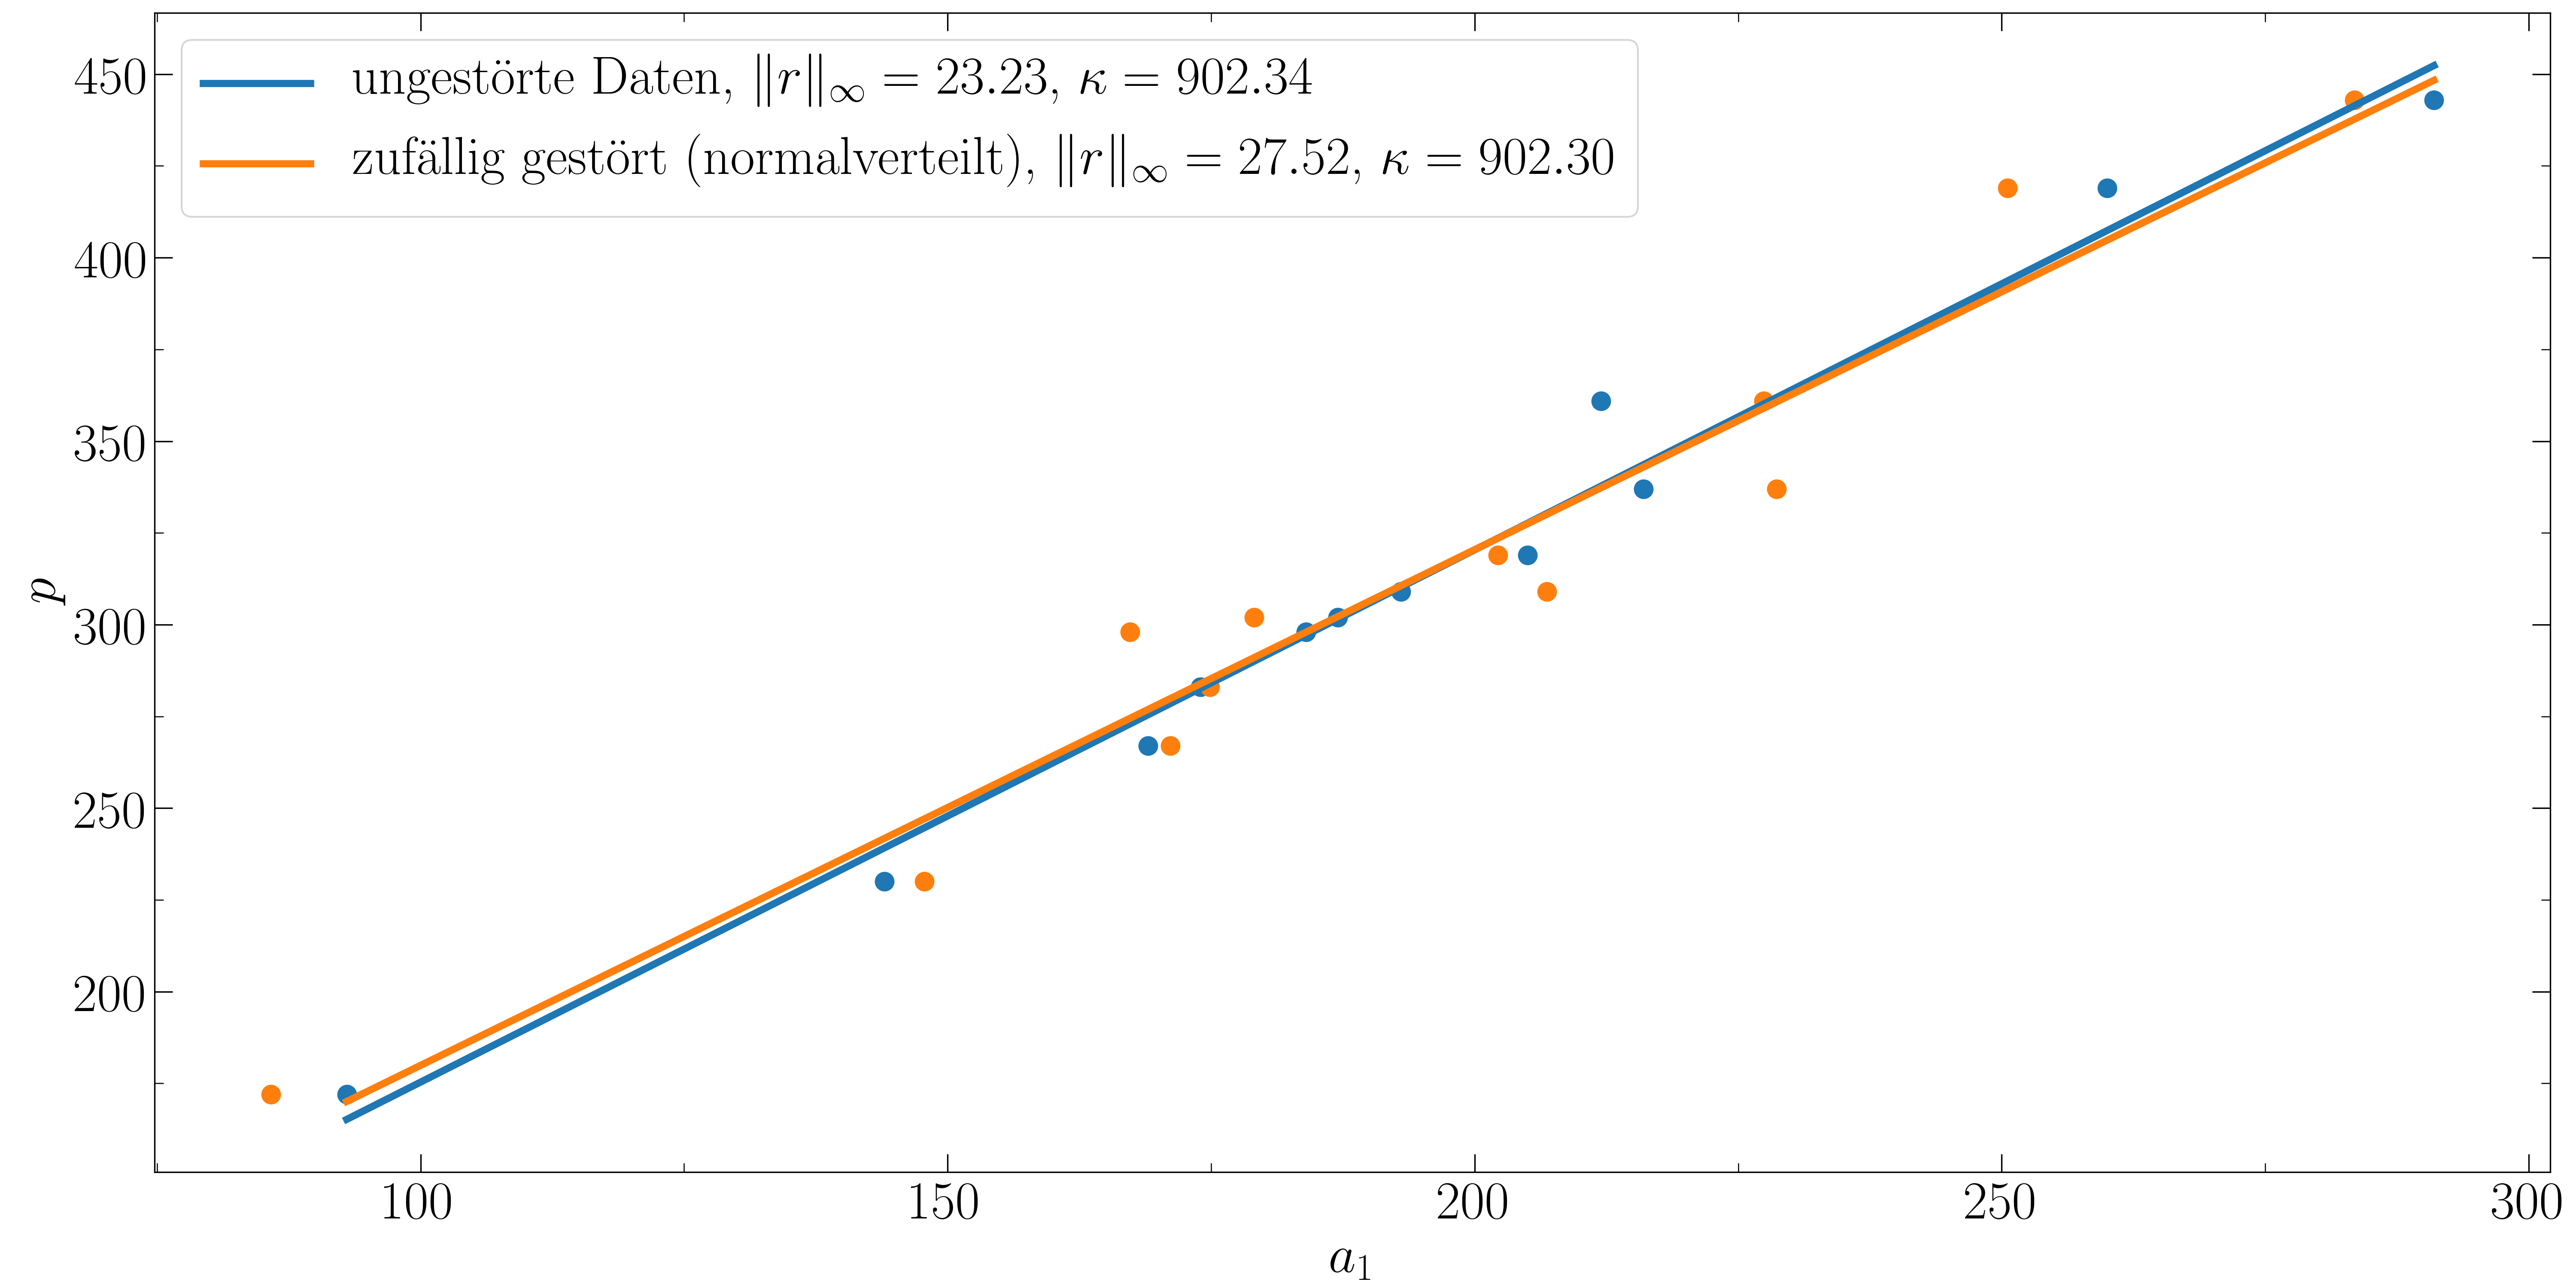 ungestörte Daten, ‖r‖∞ = 23.23, κ = 902.34
zufällig gestört (normalverteilt), ‖r‖∞ = 27.52, κ = 902.30
450
400
350
300
250
200
p
100 150 200 250 300
a₁